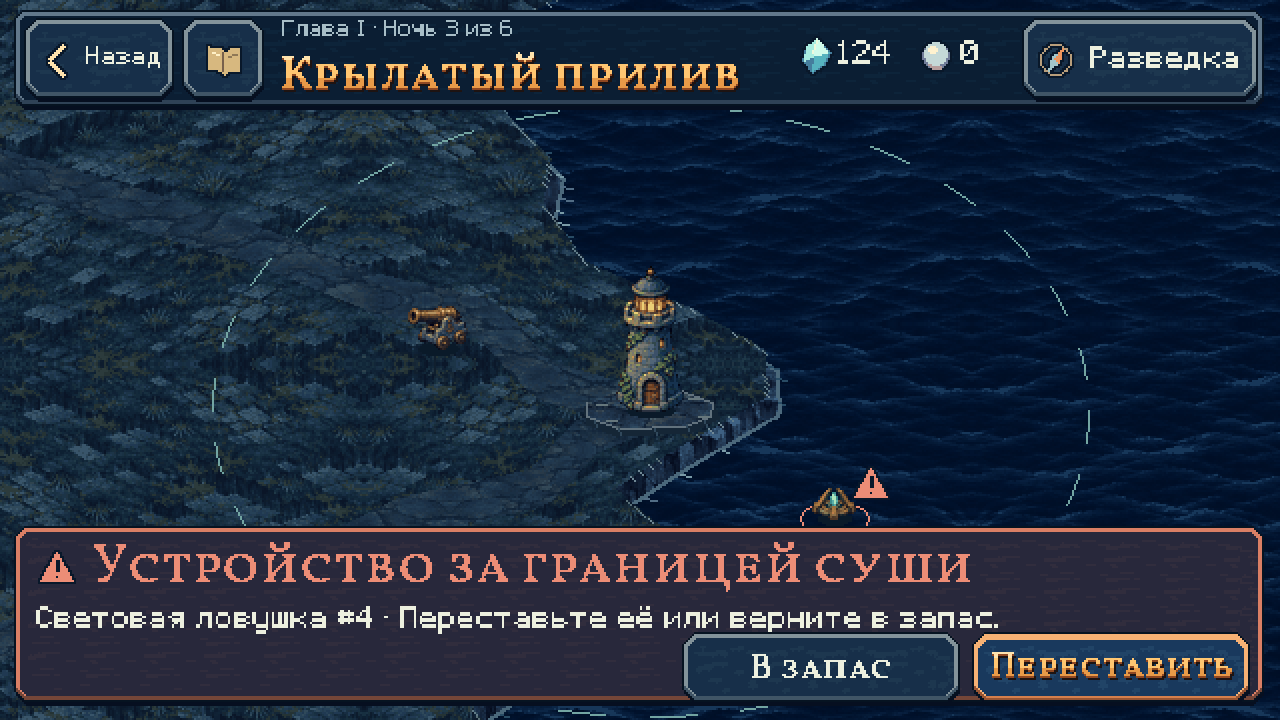 Назад
Глава I · Ночь 3 из 6
Крылатый прилив
124
0
Разведка
Устройство за границей суши
Световая ловушка #4 · Переставьте её или верните в запас.
В запас
Переставить